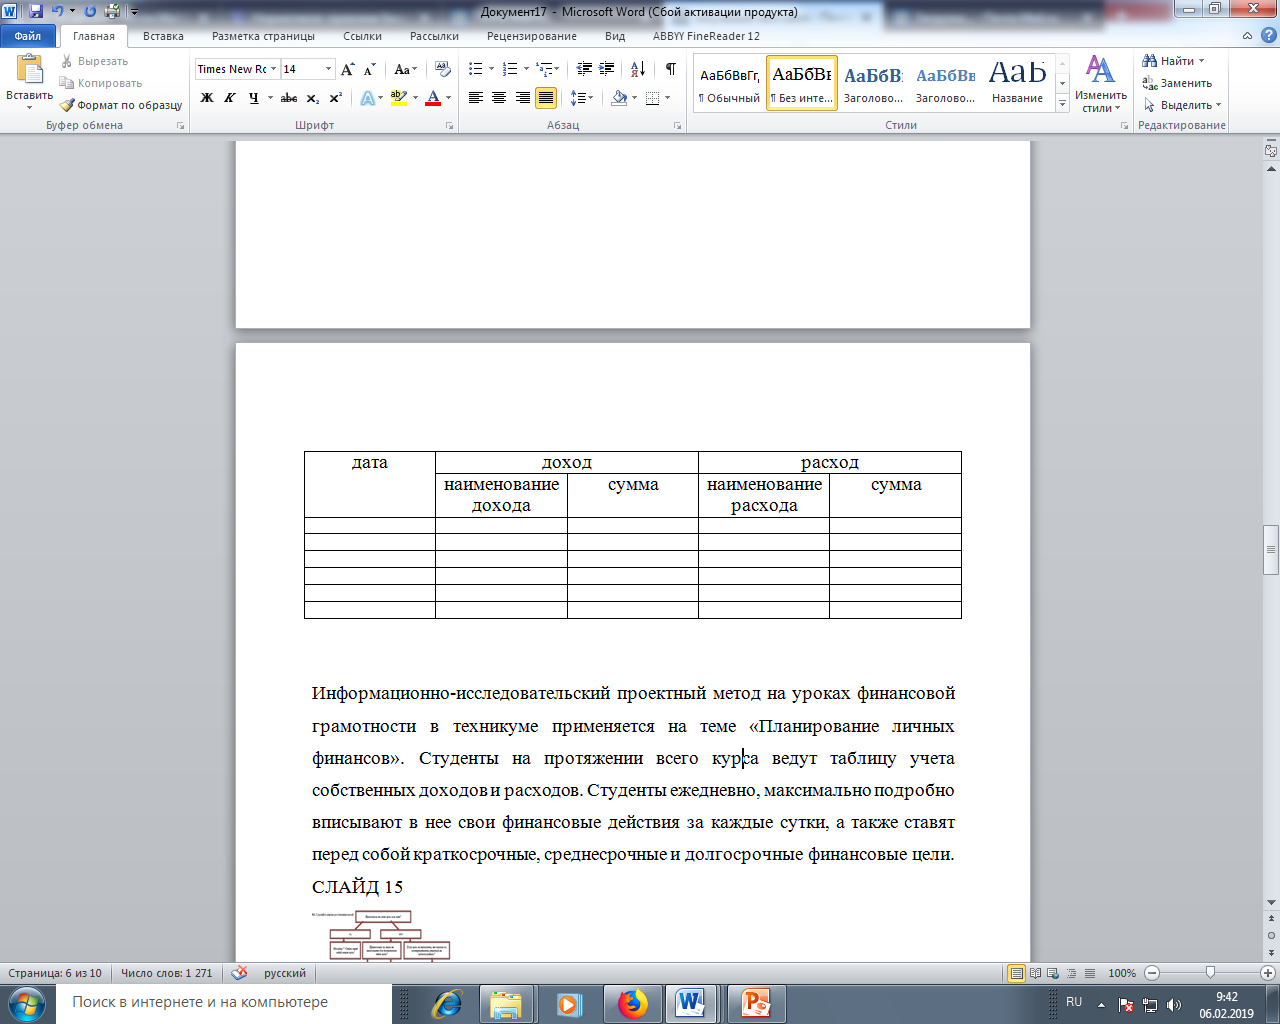 Документ17 - Microsoft Word (Сбой активации продукта)
Файл Главная Вставка Разметка страницы Ссылки Рассылки Рецензирование Вид ABBYY FineReader 12
Вставить
Вырезать
Копировать
Формат по образцу
Буфер обмена
Times New Rc 14
Ж К Ч abc x₂ x²
Шрифт
Абзац
АаБбВвГг, АаБбВв АаБбВ АаБбВв АаЬ
¶ Обычный ¶ Без инте... Заголово... Заголово... Название
Стили
Изменить
стили
Найти
Заменить
Выделить
Редактирование
дата доход расход
наименование дохода сумма наименование расхода сумма
Информационно-исследовательский проектный метод на уроках финансовой
грамотности в техникуме применяется на теме «Планирование личных
финансов». Студенты на протяжении всего курса ведут таблицу учета
собственных доходов и расходов. Студенты ежедневно, максимально подробно
вписывают в нее свои финансовые действия за каждые сутки, а также ставят
перед собой краткосрочные, среднесрочные и долгосрочные финансовые цели.
СЛАЙД 15
Страница: 6 из 10 Число слов: 1 271 русский 100%
Поиск в интернете и на компьютере
RU 9:42
06.02.2019